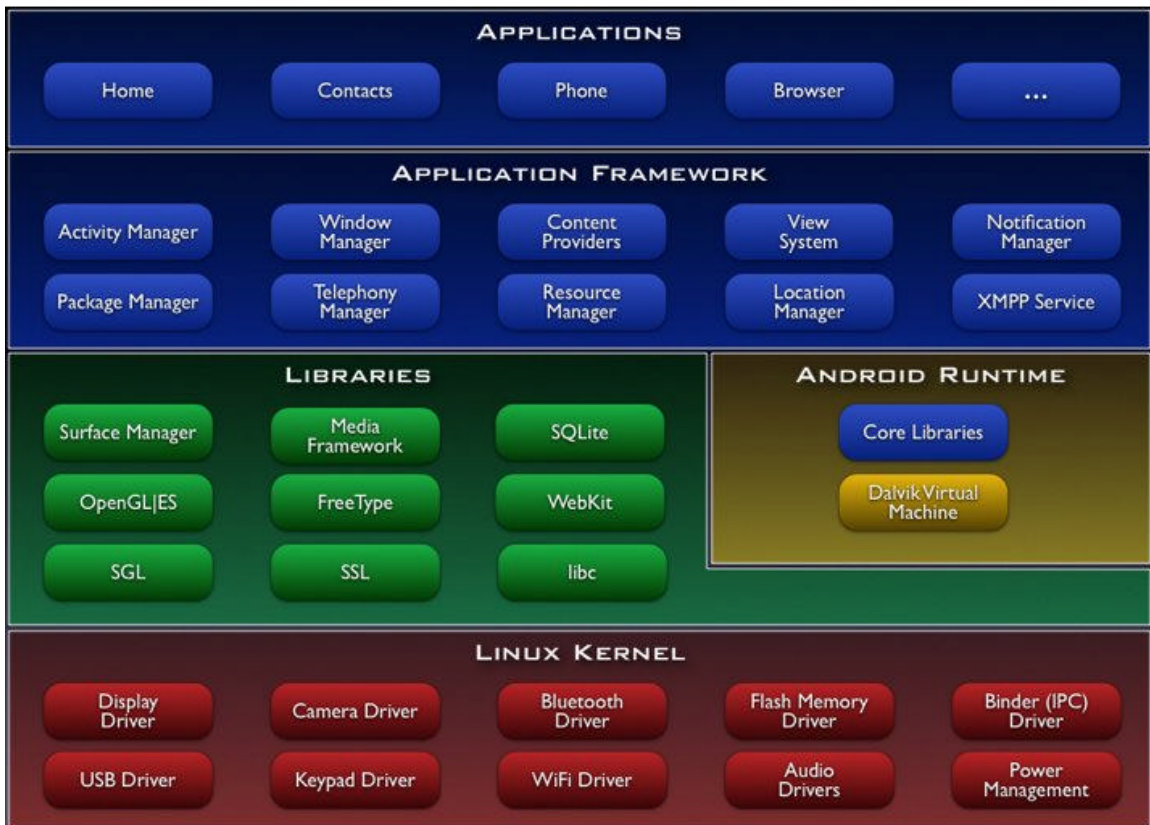 APPLICATIONS
Home
Contacts
Phone
Browser
...
APPLICATION FRAMEWORK
Activity Manager
Window
Manager
Content
Providers
View
System
Notification
Manager
Package Manager
Telephony
Manager
Resource
Manager
Location
Manager
XMPP Service
LIBRARIES
Surface Manager
Media
Framework
SQLite
OpenGL|ES
FreeType
WebKit
SGL
SSL
libc
ANDROID RUNTIME
Core Libraries
Dalvik Virtual
Machine
LINUX KERNEL
Display
Driver
Camera Driver
Bluetooth
Driver
Flash Memory
Driver
Binder (IPC)
Driver
USB Driver
Keypad Driver
WiFi Driver
Audio
Drivers
Power
Management